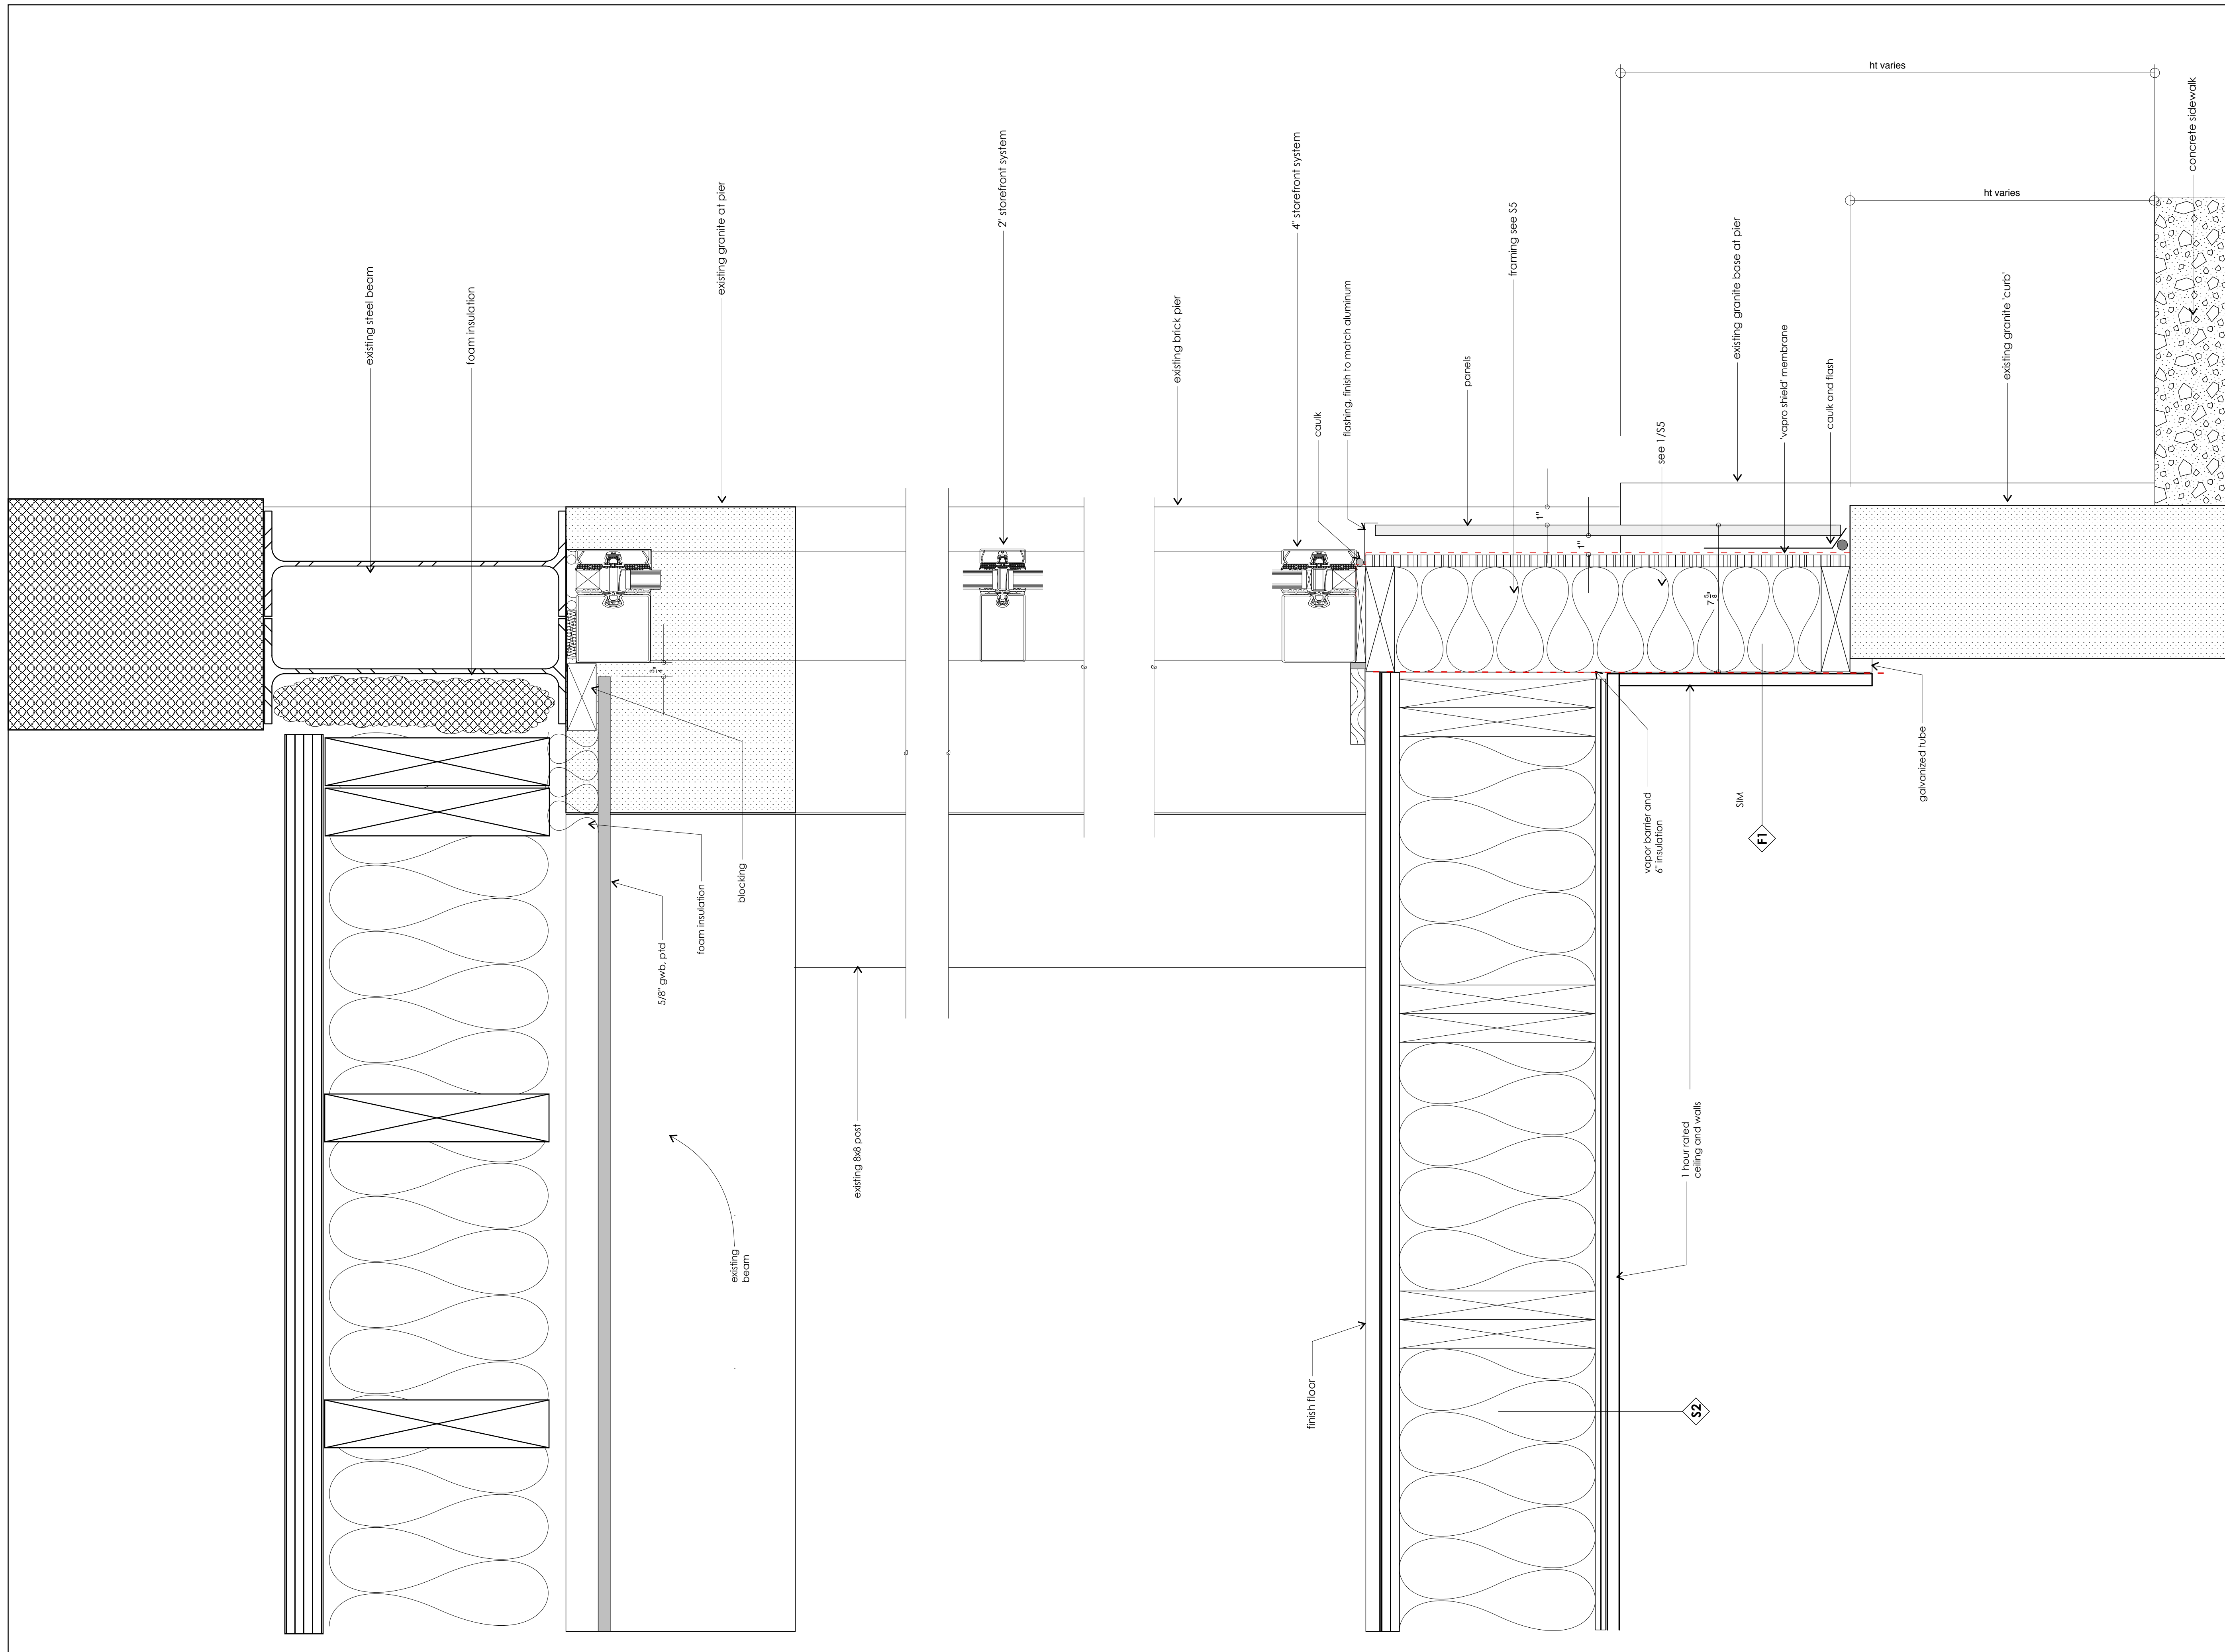 ht varies
concrete sidewalk
ht varies
existing steel beam
foam insulation
existing granite at pier
2" storefront system
existing brick pier
4" storefront system
caulk
flashing, finish to match aluminum
panels
framing see S5
see 1/S5
existing granite base at pier
'vapro shield' membrane
caulk and flash
existing granite 'curb'
1"
1"
7 5/8"
3/4"
blocking
foam insulation
5/8" gwb, ptd
existing
beam
existing 8x8 post
finish floor
vapor barrier and
6" insulation
SIM
F1
galvanized tube
1 hour rated
ceiling and walls
S2